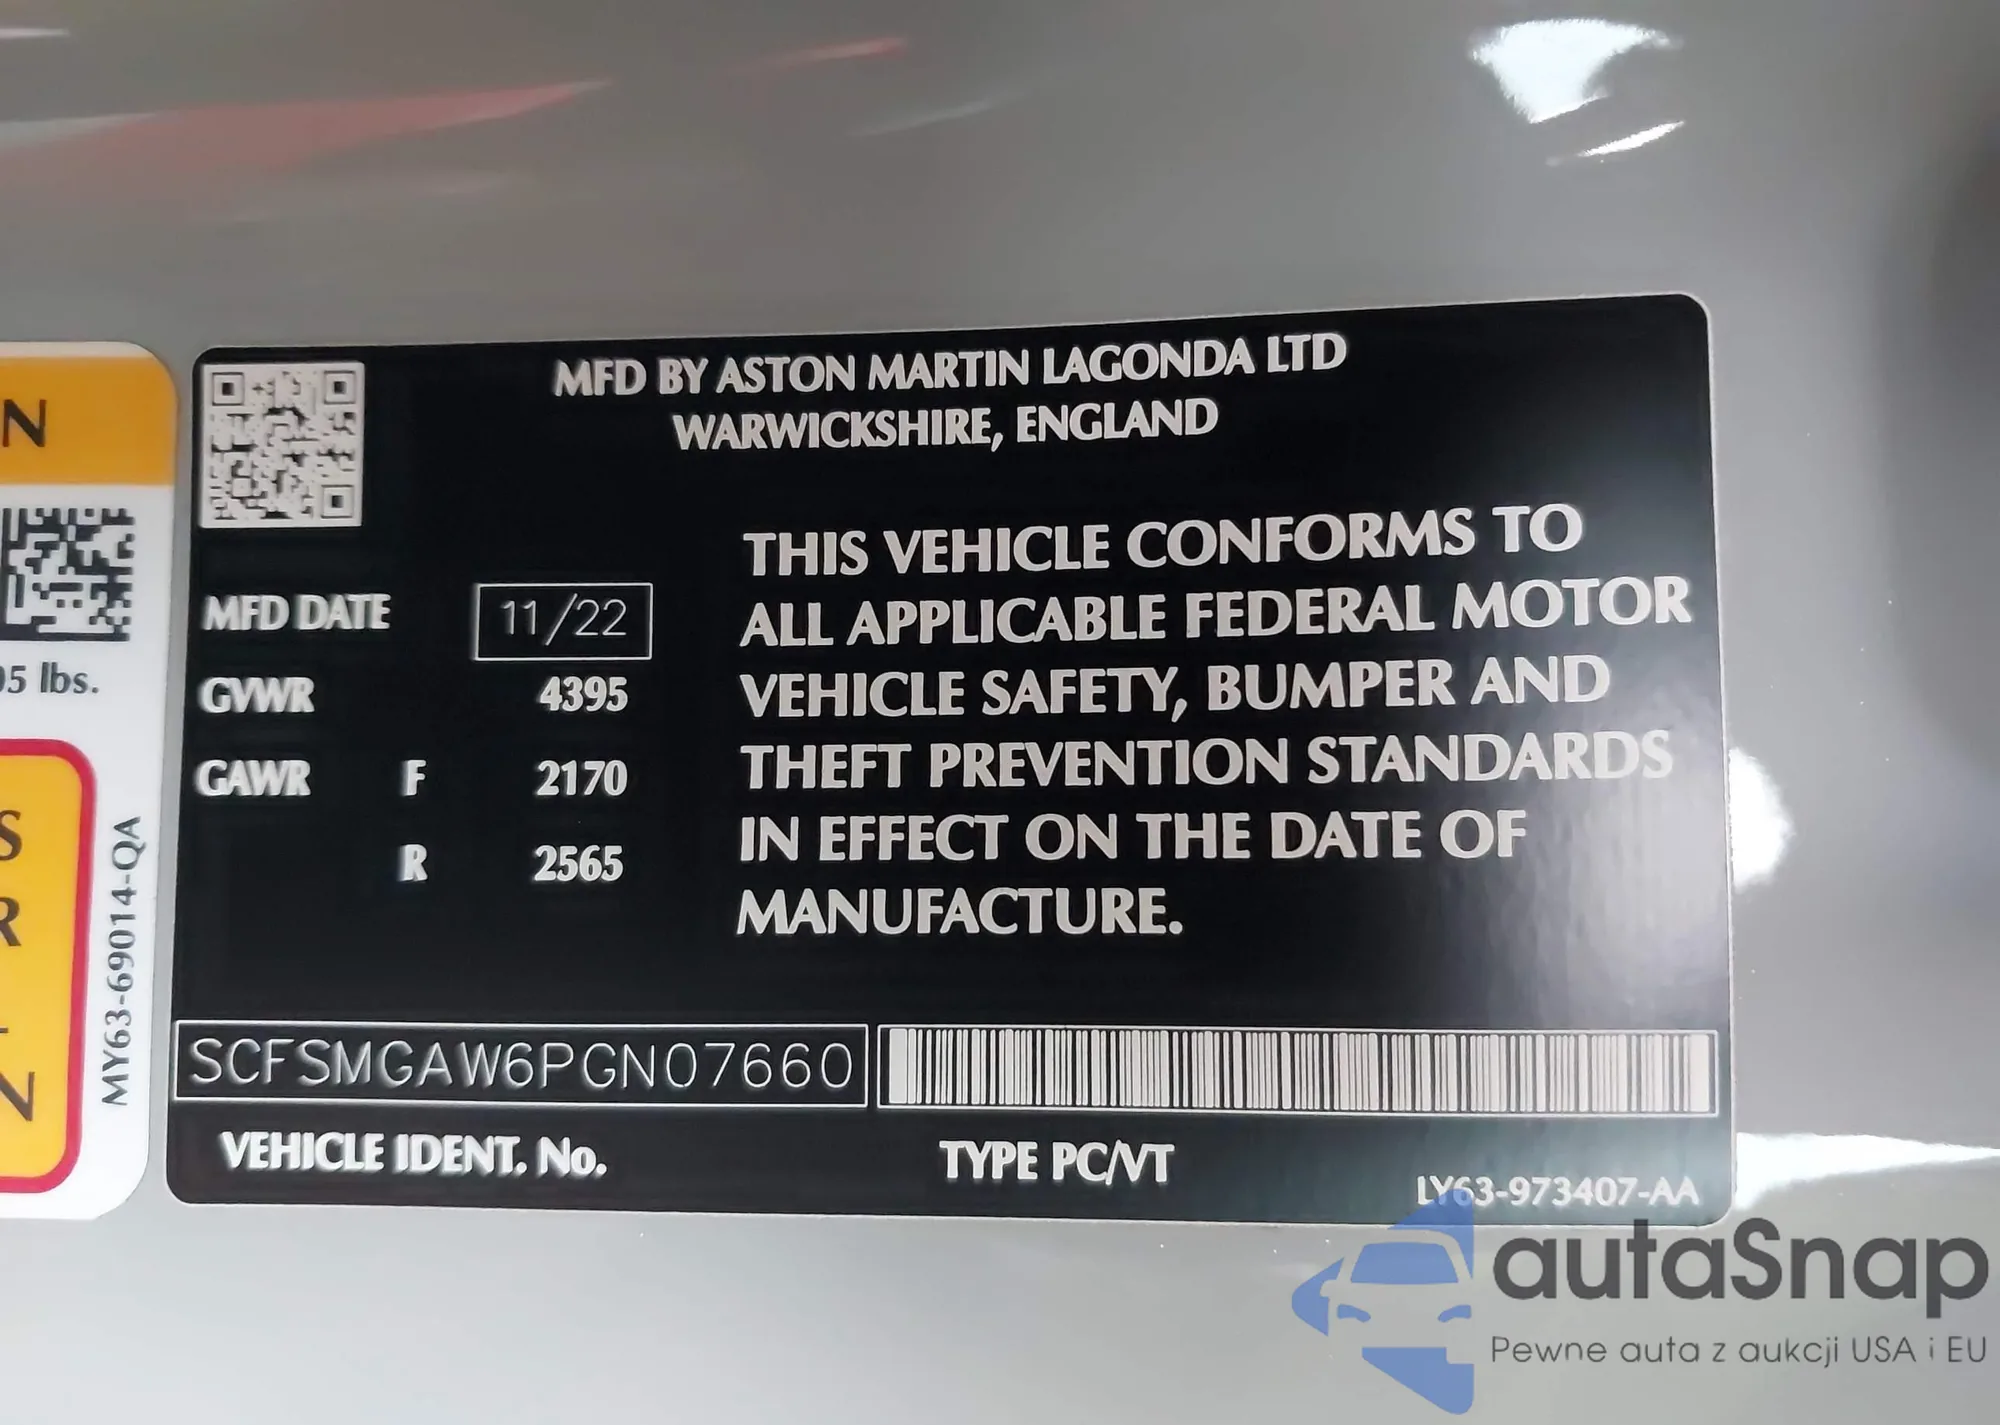 N
05 lbs.
S
R
N
MY63-69014-QA
MFD BY ASTON MARTIN LAGONDA LTD
WARWICKSHIRE, ENGLAND
THIS VEHICLE CONFORMS TO
ALL APPLICABLE FEDERAL MOTOR
VEHICLE SAFETY, BUMPER AND
THEFT PREVENTION STANDARDS
IN EFFECT ON THE DATE OF
MANUFACTURE.
MFD DATE 11/22
GVWR 4395
GAWR F 2170
R 2565
SCFSMGAW6PGN07660
VEHICLE IDENT. No.
TYPE PC/VT
LY63-973407-AA
autaSnap
Pewne auta z aukcji USA i EU